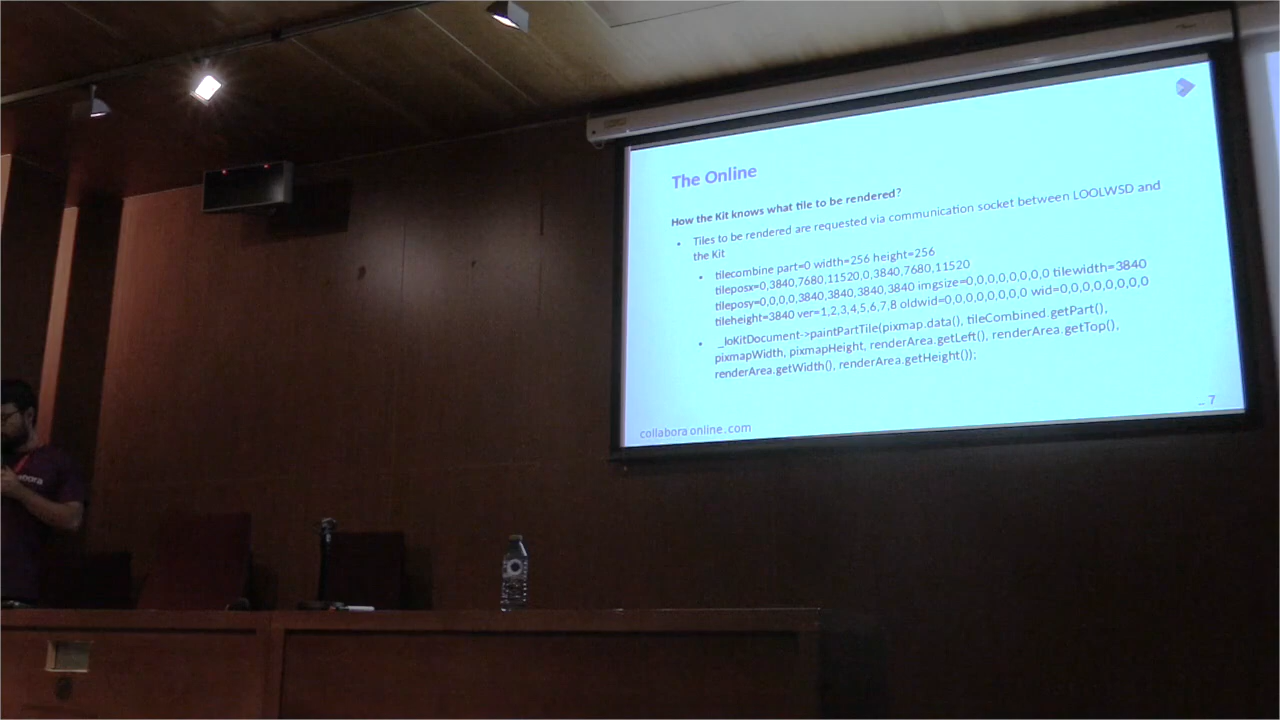 The Online
How the Kit knows what tile to be rendered?
• Tiles to be rendered are requested via communication socket between LOOLWSD and
the Kit
• tilecombine part=0 width=256 height=256
tileposx=0,3840,7680,11520,0,3840,7680,11520
tileposy=0,0,0,0,3840,3840,3840,3840 imgsize=0,0,0,0,0,0,0,0 tilewidth=3840
tileheight=3840 ver=1,2,3,4,5,6,7,8 oldwid=0,0,0,0,0,0,0,0 wid=0,0,0,0,0,0,0,0
• _loKitDocument->paintPartTile(pixmap.data(), tileCombined.getPart(),
pixmapWidth, pixmapHeight, renderArea.getLeft(), renderArea.getTop(),
renderArea.getWidth(), renderArea.getHeight());
_ 7
collabora online.com
abora